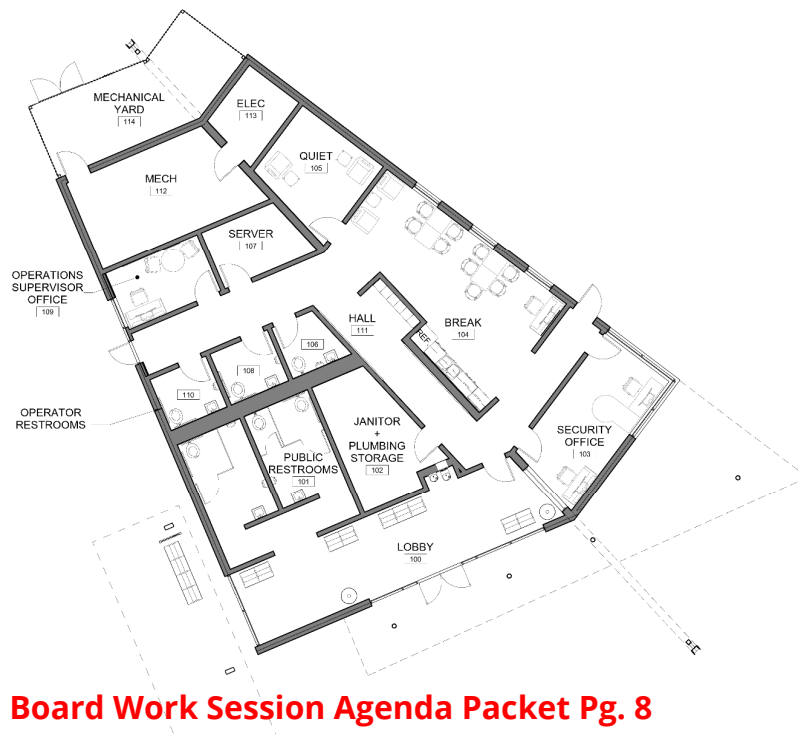 MECHANICAL
YARD
114
ELEC
113
QUIET
105
MECH
112
SERVER
107
OPERATIONS
SUPERVISOR
OFFICE
109
HALL
111
BREAK
104
REF
106
108
110
OPERATOR
RESTROOMS
JANITOR
+
PLUMBING
STORAGE
102
PUBLIC
RESTROOMS
101
SECURITY
OFFICE
103
LOBBY
100
Board Work Session Agenda Packet Pg. 8